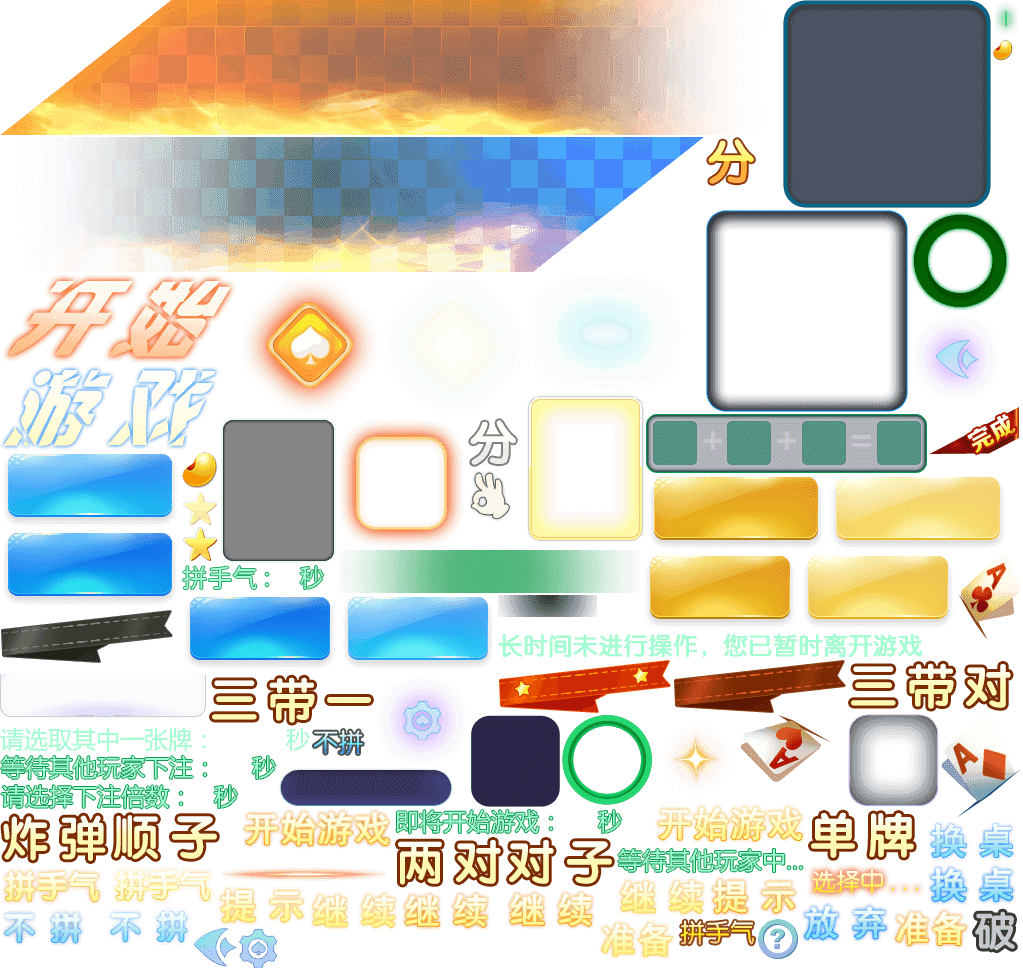 分
开始
游戏
完成
分
+ + =
拼手气： 秒
长时间未进行操作，您已暂时离开游戏
三带一
三带对
请选取其中一张牌： 秒
不拼
等待其他玩家下注： 秒
请选择下注倍数： 秒
A
A
A
炸弹顺子
开始游戏
即将开始游戏： 秒
开始游戏
单牌
换桌
两对对子
等待其他玩家中...
拼手气
拼手气
选择中...
换桌
提示
继续
继续
继续
继续
提示
不拼
不拼
放弃
准备
拼手气
?
准备
破